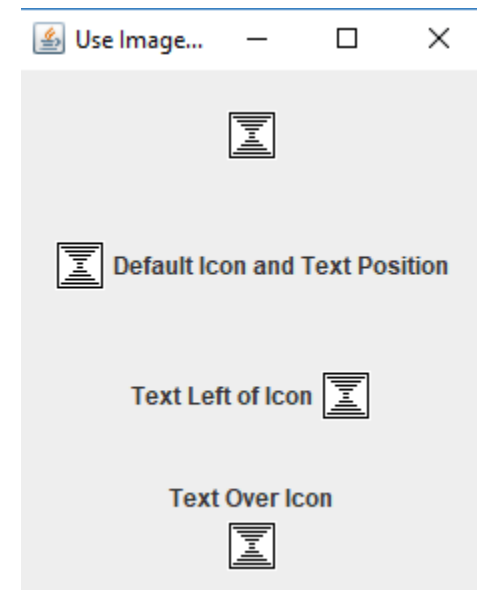 Use Image...
Default Icon and Text Position
Text Left of Icon
Text Over Icon